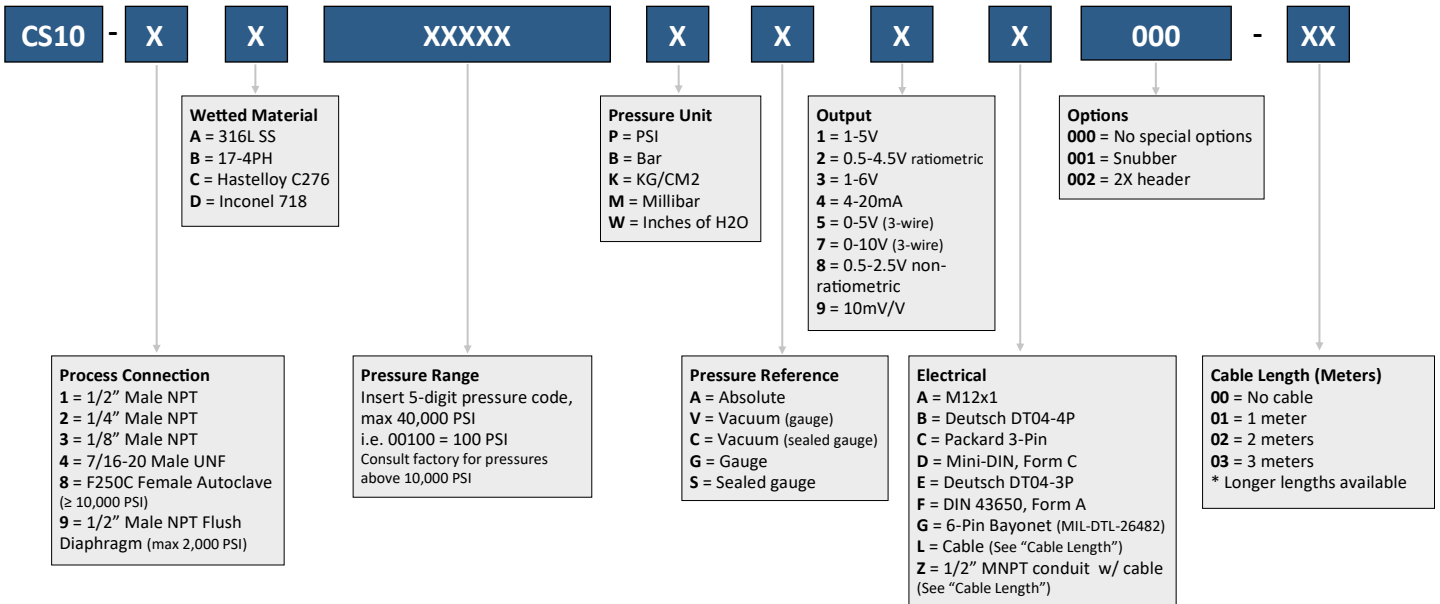 CS10 - X X XXXXX X X X X 000 - XX
Wetted Material
A = 316L SS
B = 17-4PH
C = Hastelloy C276
D = Inconel 718
Pressure Unit
P = PSI
B = Bar
K = KG/CM2
M = Millibar
W = Inches of H2O
Output
1 = 1-5V
2 = 0.5-4.5V ratiometric
3 = 1-6V
4 = 4-20mA
5 = 0-5V (3-wire)
7 = 0-10V (3-wire)
8 = 0.5-2.5V non-
ratiometric
9 = 10mV/V
Options
000 = No special options
001 = Snubber
002 = 2X header
Process Connection
1 = 1/2” Male NPT
2 = 1/4” Male NPT
3 = 1/8” Male NPT
4 = 7/16-20 Male UNF
8 = F250C Female Autoclave
(≥ 10,000 PSI)
9 = 1/2” Male NPT Flush
Diaphragm (max 2,000 PSI)
Pressure Range
Insert 5-digit pressure code,
max 40,000 PSI
i.e. 00100 = 100 PSI
Consult factory for pressures
above 10,000 PSI
Pressure Reference
A = Absolute
V = Vacuum (gauge)
C = Vacuum (sealed gauge)
G = Gauge
S = Sealed gauge
Electrical
A = M12x1
B = Deutsch DT04-4P
C = Packard 3-Pin
D = Mini-DIN, Form C
E = Deutsch DT04-3P
F = DIN 43650, Form A
G = 6-Pin Bayonet (MIL-DTL-26482)
L = Cable (See “Cable Length”)
Z = 1/2” MNPT conduit w/ cable
(See “Cable Length”)
Cable Length (Meters)
00 = No cable
01 = 1 meter
02 = 2 meters
03 = 3 meters
* Longer lengths available